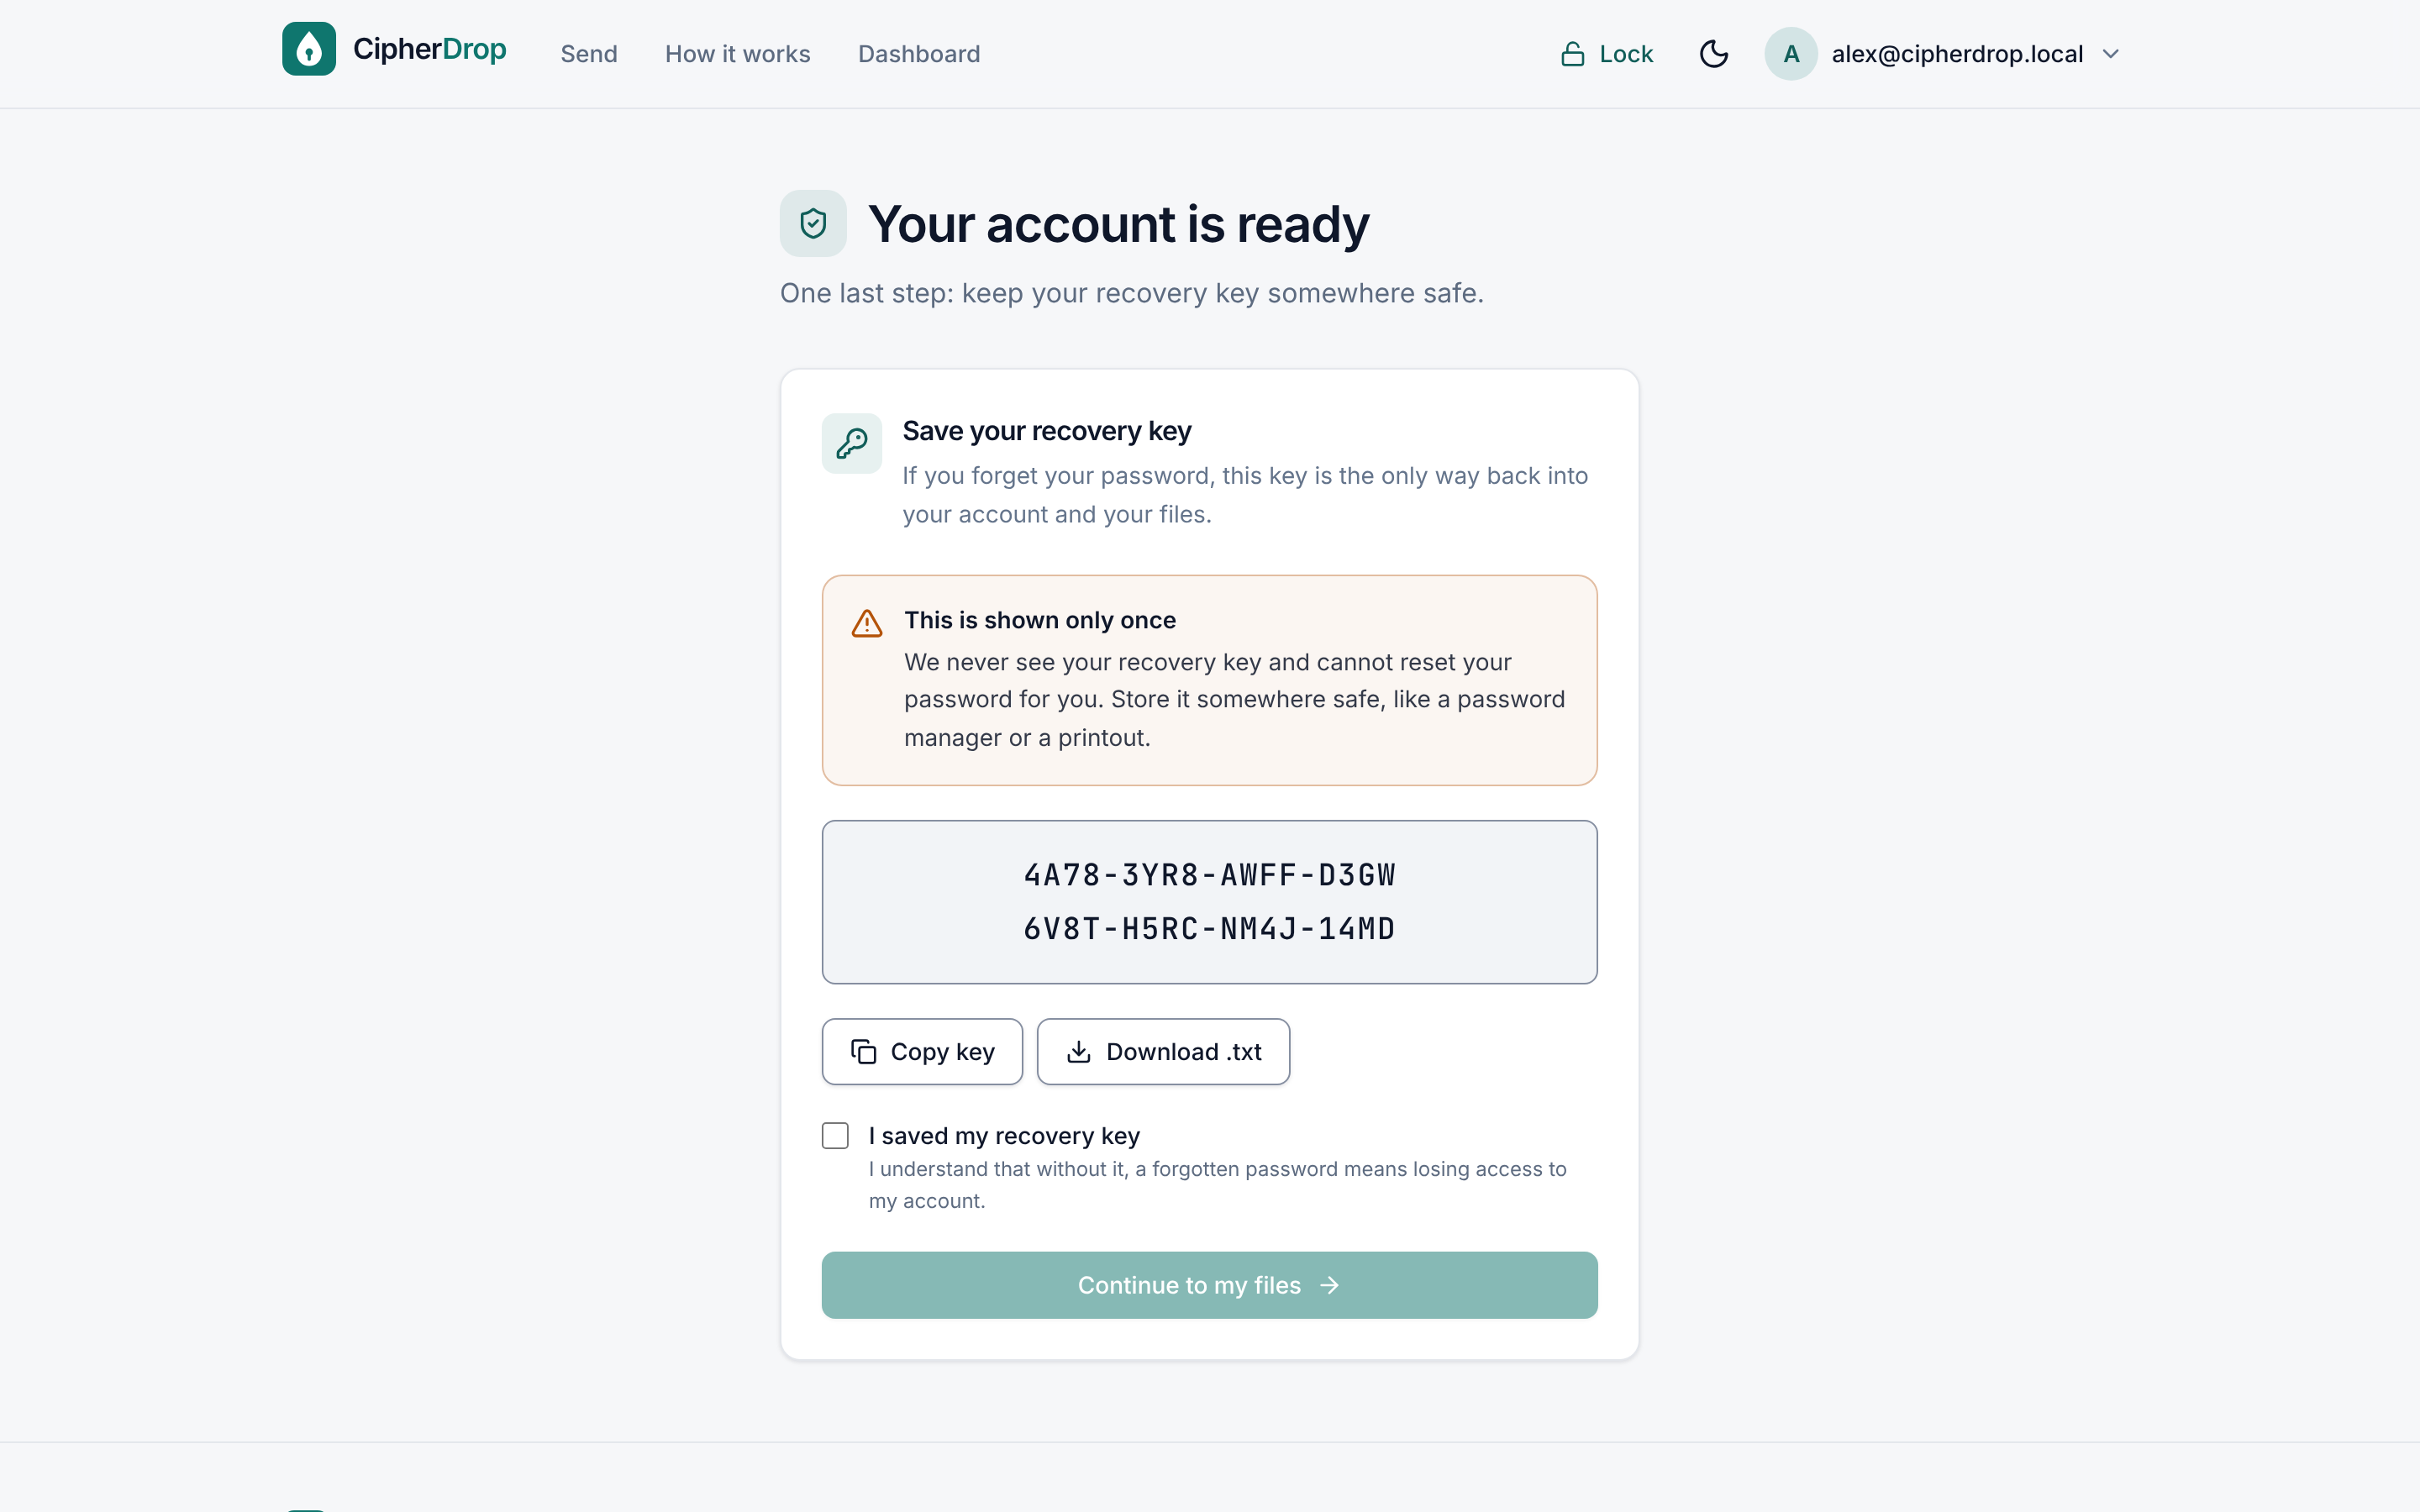 CipherDrop
Send
How it works
Dashboard
Lock
A
alex@cipherdrop.local
Your account is ready
One last step: keep your recovery key somewhere safe.
Save your recovery key
If you forget your password, this key is the only way back into
your account and your files.
This is shown only once
We never see your recovery key and cannot reset your
password for you. Store it somewhere safe, like a password
manager or a printout.
4A78-3YR8-AWFF-D3GW
6V8T-H5RC-NM4J-14MD
Copy key
Download .txt
I saved my recovery key
I understand that without it, a forgotten password means losing access to
my account.
Continue to my files